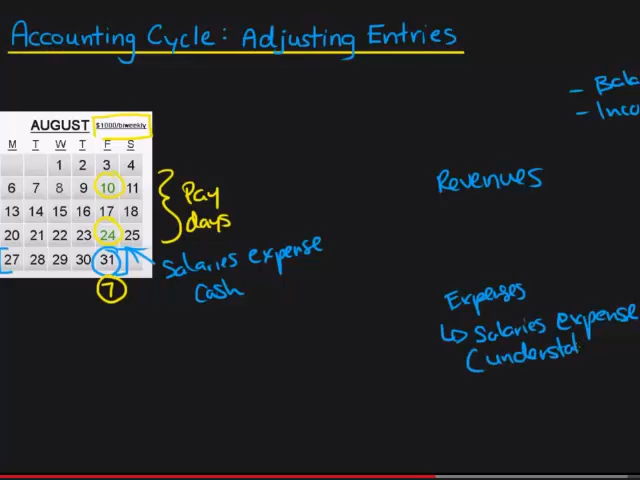 Accounting Cycle: Adjusting Entries
- Bala
- Inco
AUGUST $1000/biweekly
M T W T F S
1 2 3 4
6 7 8 9 10 11
13 14 15 16 17 18
20 21 22 23 24 25
27 28 29 30 31
7
Pay
days
Salaries expense
Cash
Revenues
Expenses
↳ Salaries expense
(understat